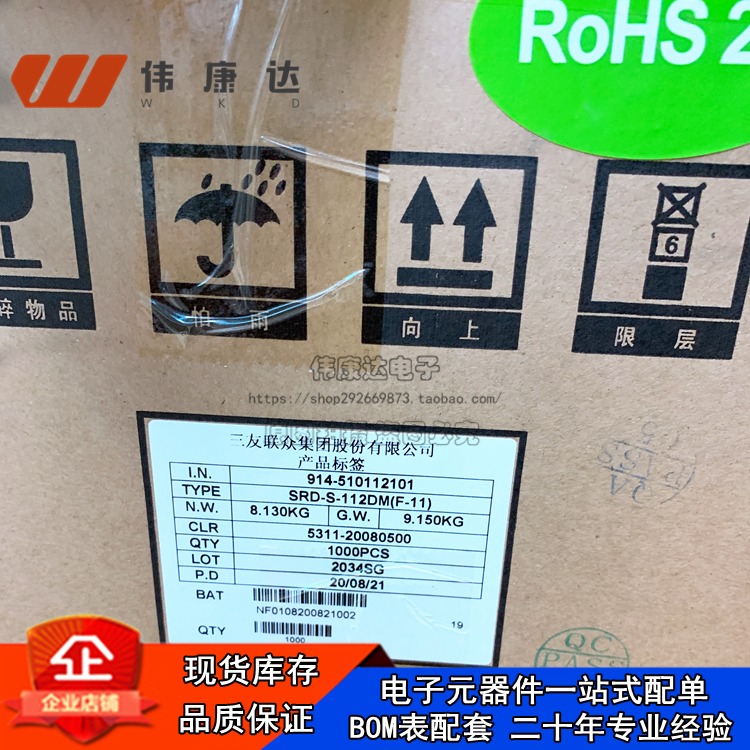 RoHS 2
伟康达
WKD
碎物品
怕雨
向上
6
限层
伟康达电子
https://shop292669873.taobao.com/
三友联众集团股份有限公司
产品标签
I.N. 914-510112101
TYPE SRD-S-112DM(F-11)
N.W. 8.130KG G.W. 9.150KG
CLR 5311-20080500
QTY 1000PCS
LOT 2034SG
P.D 20/08/21
BAT
NF0108200821002
19
QTY
1000
QC
PASS
企
企业店铺
现货库存
品质保证
电子元器件一站式配单
BOM表配套 二十年专业经验